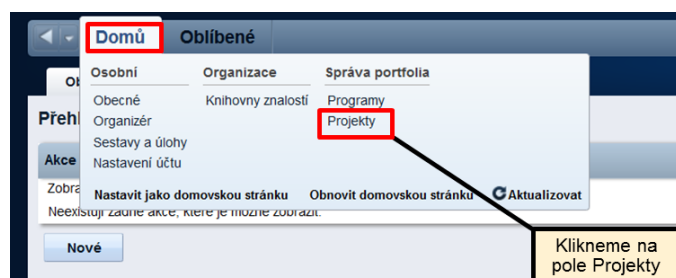 Domů Oblíbené
Osobní Organizace Správa portfolia
Obecné Knihovny znalostí Programy
Organizér Projekty
Sestavy a úlohy
Nastavení účtu
Nastavit jako domovskou stránku Obnovit domovskou stránku Aktualizovat
Přehl
Akce
Zobra
Neexistují žádné akce, které je možné zobrazit.
Nové
Klikneme na
pole Projekty